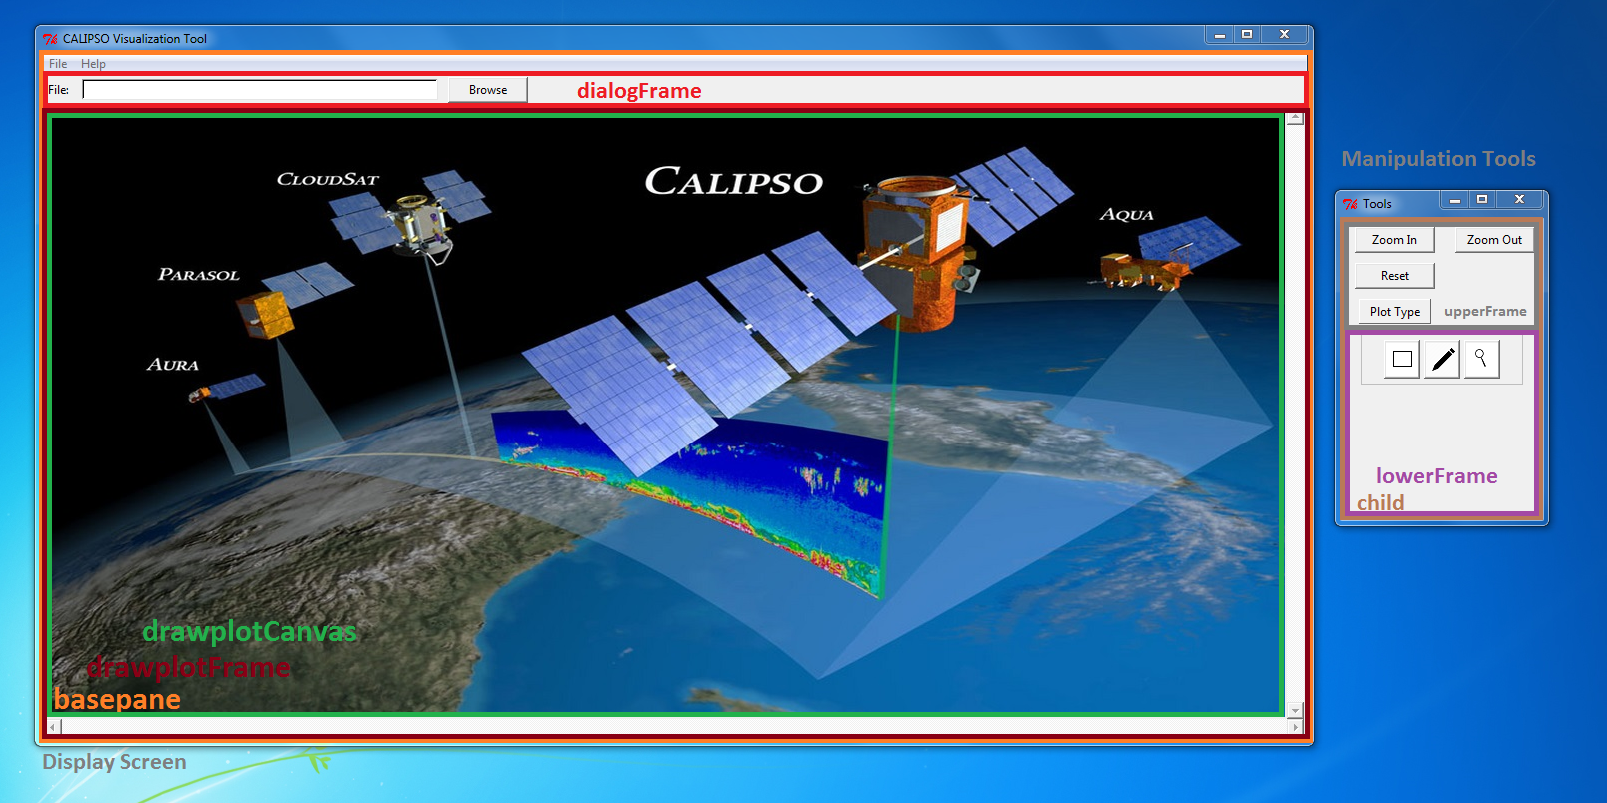 CALIPSO Visualization Tool
File Help
File: Browse dialogFrame
CLOUDSAT
CALIPSO
AQUA
PARASOL
AURA
drawplotCanvas
drawplotFrame
basepane
Display Screen
Manipulation Tools
Tools
Zoom In Zoom Out
Reset
Plot Type upperFrame
lowerFrame
child